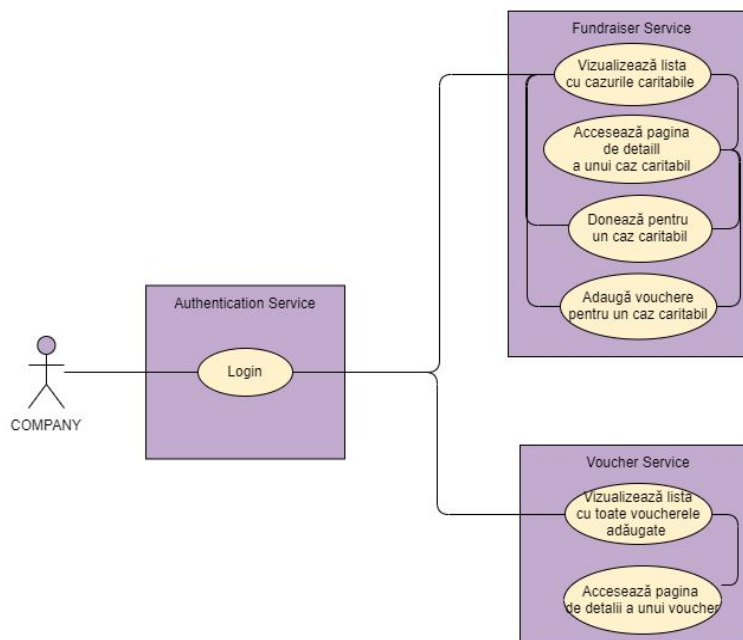 Fundraiser Service
Vizualizează lista
cu cazurile caritabile
Accesează pagina
de detaill
a unui caz caritabil
Donează pentru
un caz caritabil
Adaugă vouchere
pentru un caz caritabil
Authentication Service
Login
COMPANY
Voucher Service
Vizualizează lista
cu toate voucherele
adăugate
Accesează pagina
de detalii a unui voucher